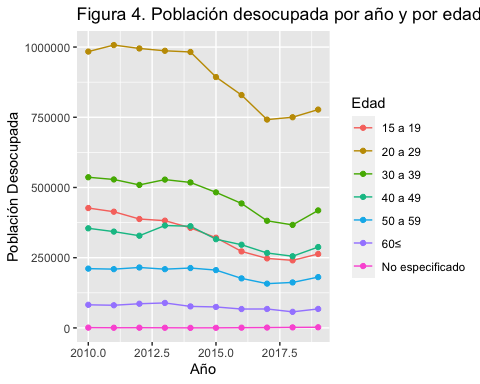 Figura 4. Población desocupada por año y por edad
Población Desocupada
1000000
750000
500000
250000
0
2010.0 2012.5 2015.0 2017.5
Año
Edad
15 a 19
20 a 29
30 a 39
40 a 49
50 a 59
60≤
No especificado